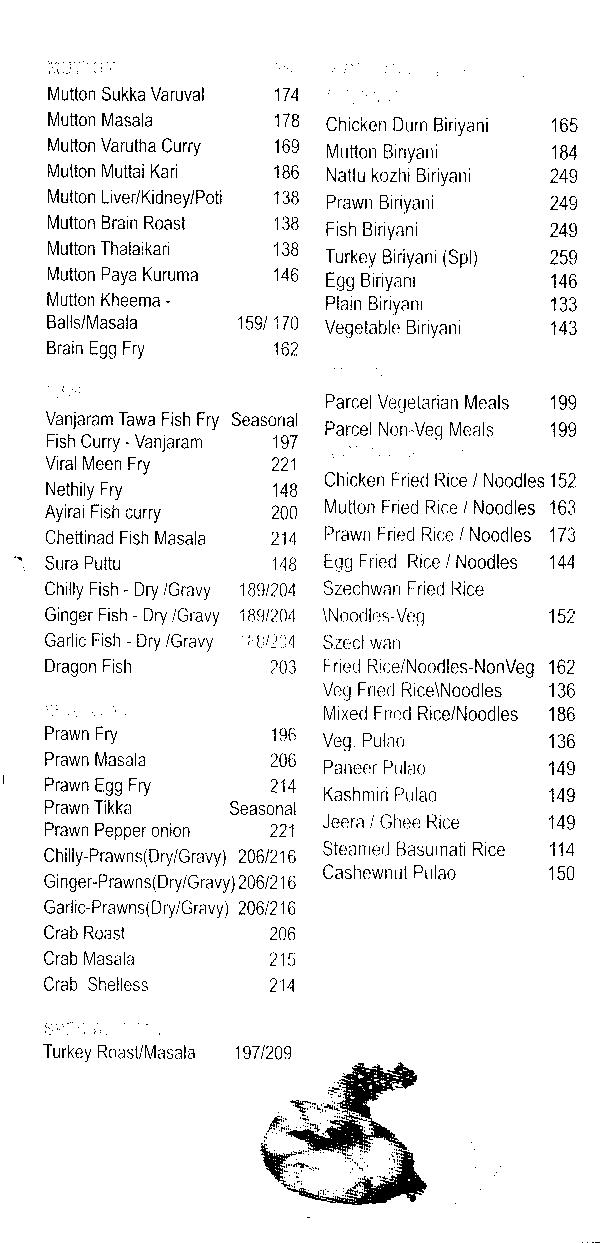 Mutton Sukka Varuval 174
Mutton Masala 178
Mutton Varutha Curry 169
Mutton Muttai Kari 186
Mutton Liver/Kidney/Poti 138
Mutton Brain Roast 138
Mutton Thalaikari 138
Mutton Paya Kuruma 146
Mutton Kheema -
Balls/Masala 159/ 170
Brain Egg Fry 162
Vanjaram Tawa Fish Fry Seasonal
Fish Curry - Vanjaram 197
Viral Meen Fry 221
Nethily Fry 148
Ayirai Fish curry 200
Chettinad Fish Masala 214
Sura Puttu 148
Chilly Fish - Dry /Gravy 189/204
Ginger Fish - Dry /Gravy 189/204
Garlic Fish - Dry /Gravy
Dragon Fish 203
Prawn Fry 196
Prawn Masala 206
Prawn Egg Fry 214
Prawn Tikka Seasonal
Prawn Pepper onion 221
Chilly-Prawns(Dry/Gravy) 206/216
Ginger-Prawns(Dry/Gravy) 206/216
Garlic-Prawns(Dry/Gravy) 206/216
Crab Roast 206
Crab Masala 215
Crab Shelless 214
Turkey Roast/Masala 197/209
Chicken Dum Biriyani 165
Mutton Biriyani 184
Nattu kozhi Biriyani 249
Prawn Biriyani 249
Fish Biriyani 249
Turkey Biriyani (Spl) 259
Egg Biriyani 146
Plain Biriyani 133
Vegetable Biriyani 143
Parcel Vegetarian Meals 199
Parcel Non-Veg Meals 199
Chicken Fried Rice / Noodles 152
Mutton Fried Rice / Noodles 163
Prawn Fried Rice / Noodles 173
Egg Fried Rice / Noodles 144
Szechwan Fried Rice
\Noodles-Veg 152
Szechwan
Fried Rice/Noodles-NonVeg 162
Veg Fried Rice\Noodles 136
Mixed Fried Rice/Noodles 186
Veg. Pulao 136
Paneer Pulao 149
Kashmiri Pulao 149
Jeera / Ghee Rice 149
Steamed Basumati Rice 114
Cashewnut Pulao 150